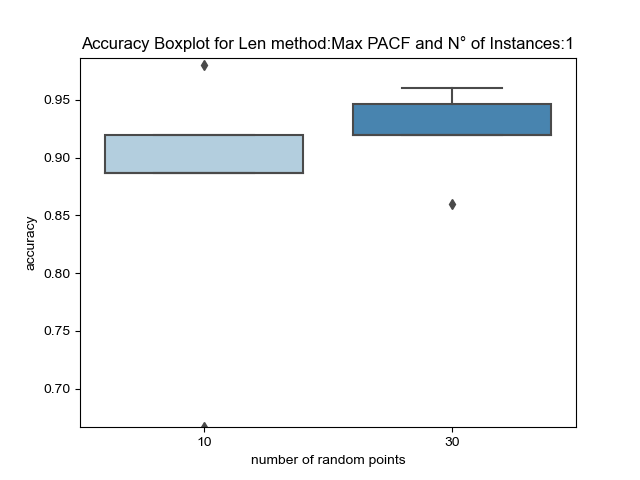 Accuracy Boxplot for Len method:Max PACF and N° of Instances:1
0.95
0.90
0.85
0.80
0.75
0.70
accuracy
10
30
number of random points